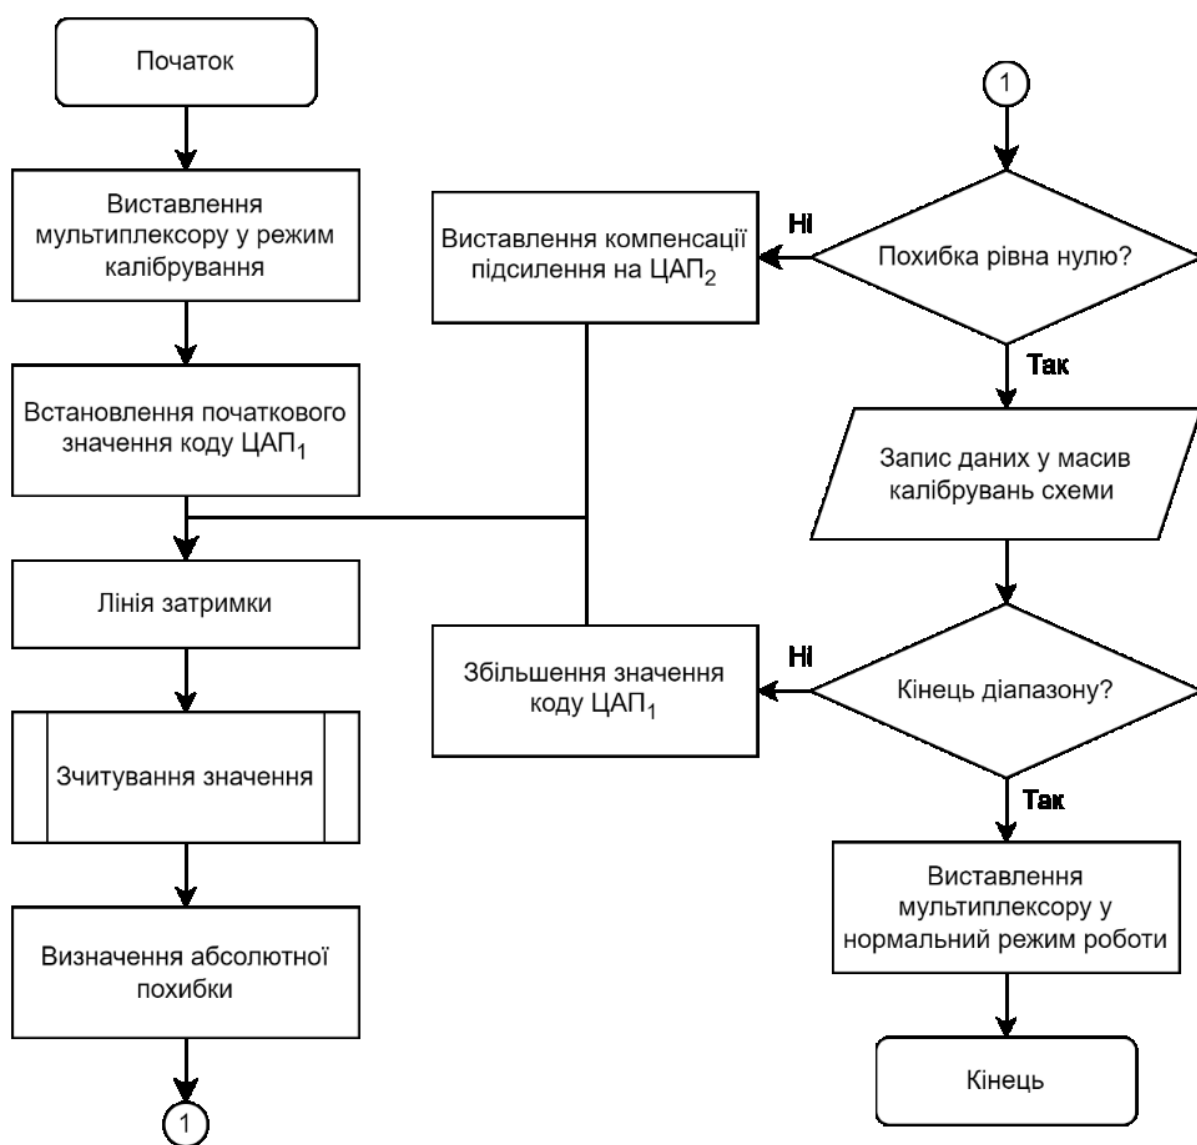 Початок
Виставлення
мультиплексору у режим
калібрування
Встановлення початкового
значення коду ЦАП1
Лінія затримки
Зчитування значення
Визначення абсолютної
похибки
1
1
Похибка рівна нулю?
Ні
Виставлення компенсації
підсилення на ЦАП2
Так
Запис даних у масив
калібрувань схеми
Кінець діапазону?
Ні
Збільшення значення
коду ЦАП1
Так
Виставлення
мультиплексору у
нормальний режим роботи
Кінець